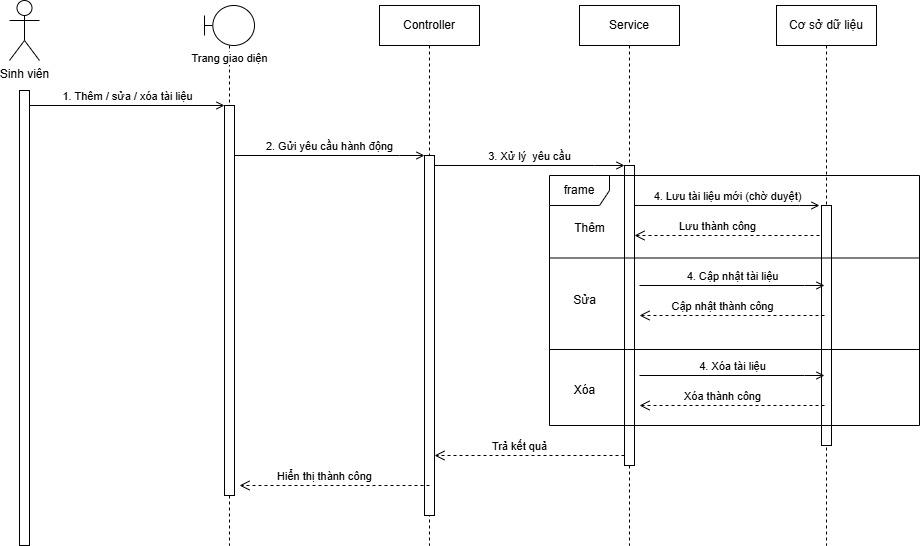 Controller
Service
Cơ sở dữ liệu
Trang giao diện
Sinh viên
1. Thêm / sửa / xóa tài liệu
2. Gửi yêu cầu hành động
3. Xử lý yêu cầu
frame
4. Lưu tài liệu mới (chờ duyệt)
Thêm
Lưu thành công
4. Cập nhật tài liệu
Sửa
Cập nhật thành công
4. Xóa tài liệu
Xóa
Xóa thành công
Trả kết quả
Hiển thị thành công